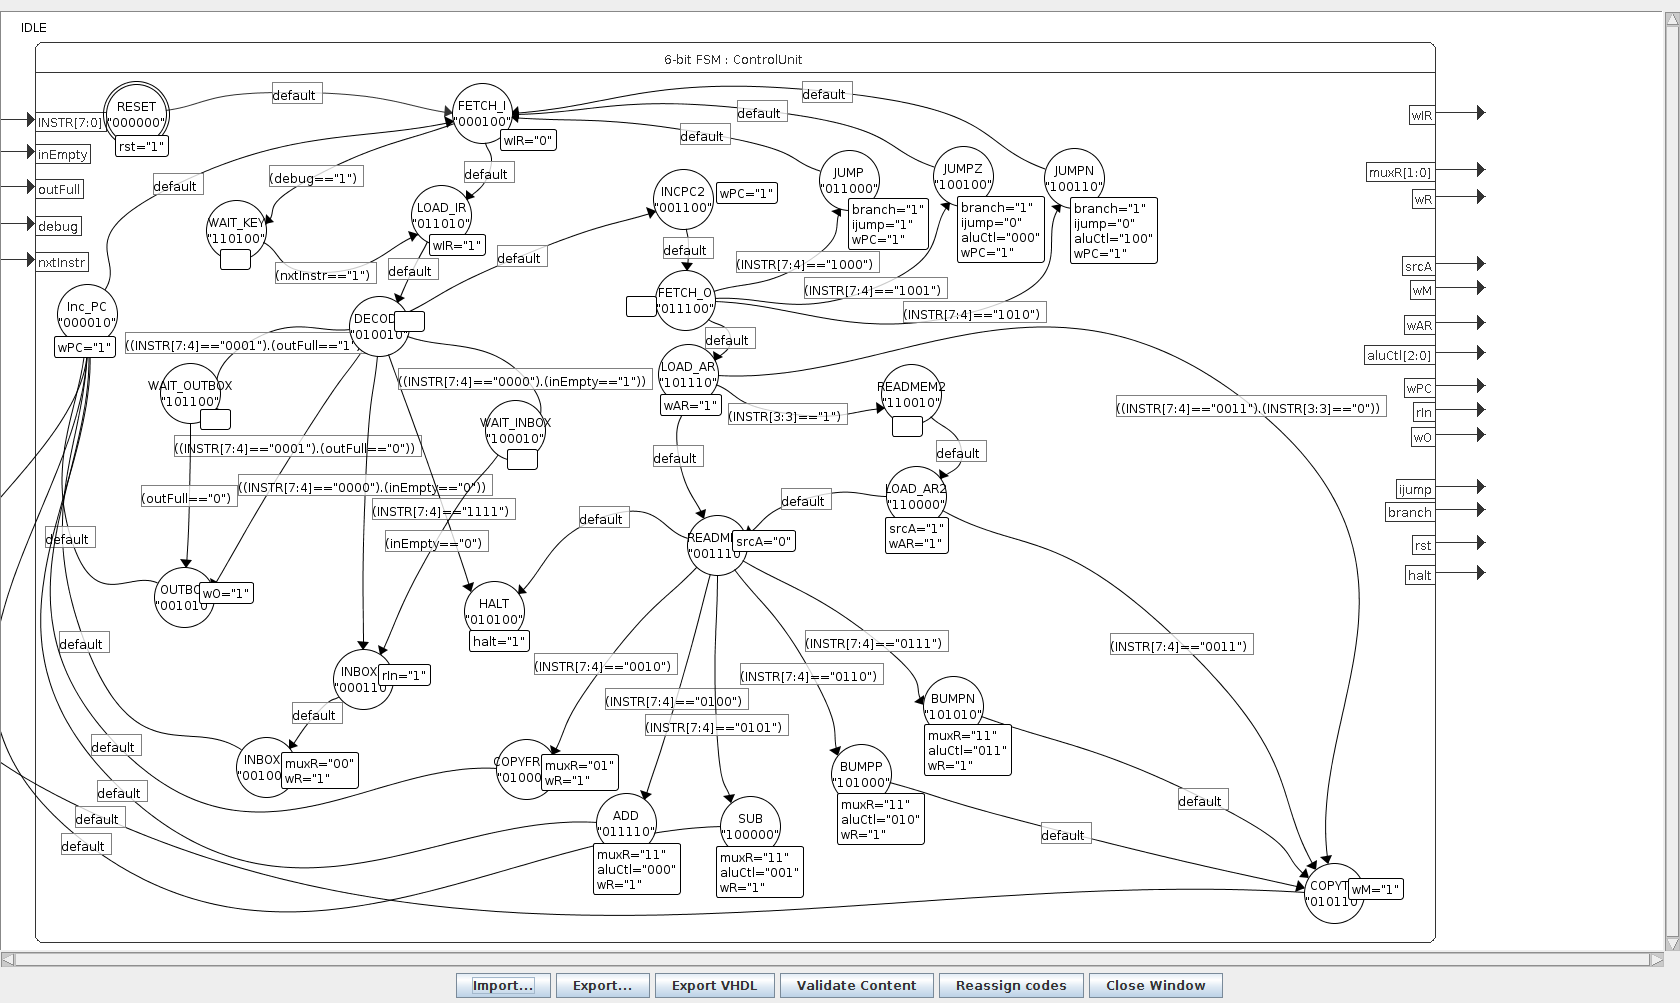 IDLE
6-bit FSM : ControlUnit
INSTR[7:0]
inEmpty
outFull
debug
nxtInstr
RESET
"000000"
rst="1"
default
FETCH_I
"000100"
wIR="0"
default
default
default
default
(debug=="1")
default
WAIT_KEY
"110100"
LOAD_IR
"011010"
wIR="1"
(nxtInstr=="1")
default
default
INCPC2
"001100"
wPC="1"
default
JUMP
"011000"
branch="1"
ijump="1"
wPC="1"
JUMPZ
"100100"
branch="1"
ijump="0"
aluCtl="000"
wPC="1"
JUMPN
"100110"
branch="1"
ijump="0"
aluCtl="100"
wPC="1"
(INSTR[7:4]=="1000")
(INSTR[7:4]=="1001")
(INSTR[7:4]=="1010")
FETCH_O
"011100"
default
Inc_PC
"000010"
wPC="1"
DECOD
"010010"
((INSTR[7:4]=="0001").(outFull=="1"
((INSTR[7:4]=="0000").(inEmpty=="1"))
WAIT_OUTBOX
"101100"
WAIT_INBOX
"100010"
LOAD_AR
"101110"
wAR="1"
(INSTR[3:3]=="1")
READMEM2
"110010"
default
default
((INSTR[7:4]=="0011").(INSTR[3:3]=="0"))
((INSTR[7:4]=="0001").(outFull=="0"))
((INSTR[7:4]=="0000").(inEmpty=="0"))
(outFull=="0")
(INSTR[7:4]=="1111")
(inEmpty=="0")
LOAD_AR2
"110000"
srcA="1"
wAR="1"
default
default
READM
"001110"
srcA="0"
default
OUTBO
"001010"
wO="1"
HALT
"010100"
halt="1"
default
INBOX
"000110"
rIn="1"
default
INBOX
"00100
muxR="00"
wR="1"
(INSTR[7:4]=="0010")
(INSTR[7:4]=="0100")
(INSTR[7:4]=="0101")
(INSTR[7:4]=="0110")
(INSTR[7:4]=="0111")
(INSTR[7:4]=="0011")
BUMPN
"101010"
muxR="11"
aluCtl="011"
wR="1"
BUMPP
"101000"
muxR="11"
aluCtl="010"
wR="1"
COPYFR
"01000
muxR="01"
wR="1"
ADD
"011110"
muxR="11"
aluCtl="000"
wR="1"
SUB
"100000"
muxR="11"
aluCtl="001"
wR="1"
default
default
default
default
default
default
COPYT
"010110"
wM="1"
wIR
muxR[1:0]
wR
srcA
wM
wAR
aluCtl[2:0]
wPC
rIn
wO
ijump
branch
rst
halt
Import...
Export...
Export VHDL
Validate Content
Reassign codes
Close Window